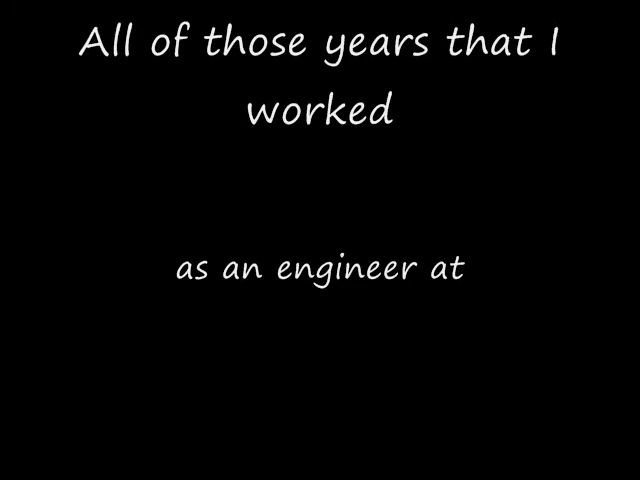 All of those years that I
worked
as an engineer at